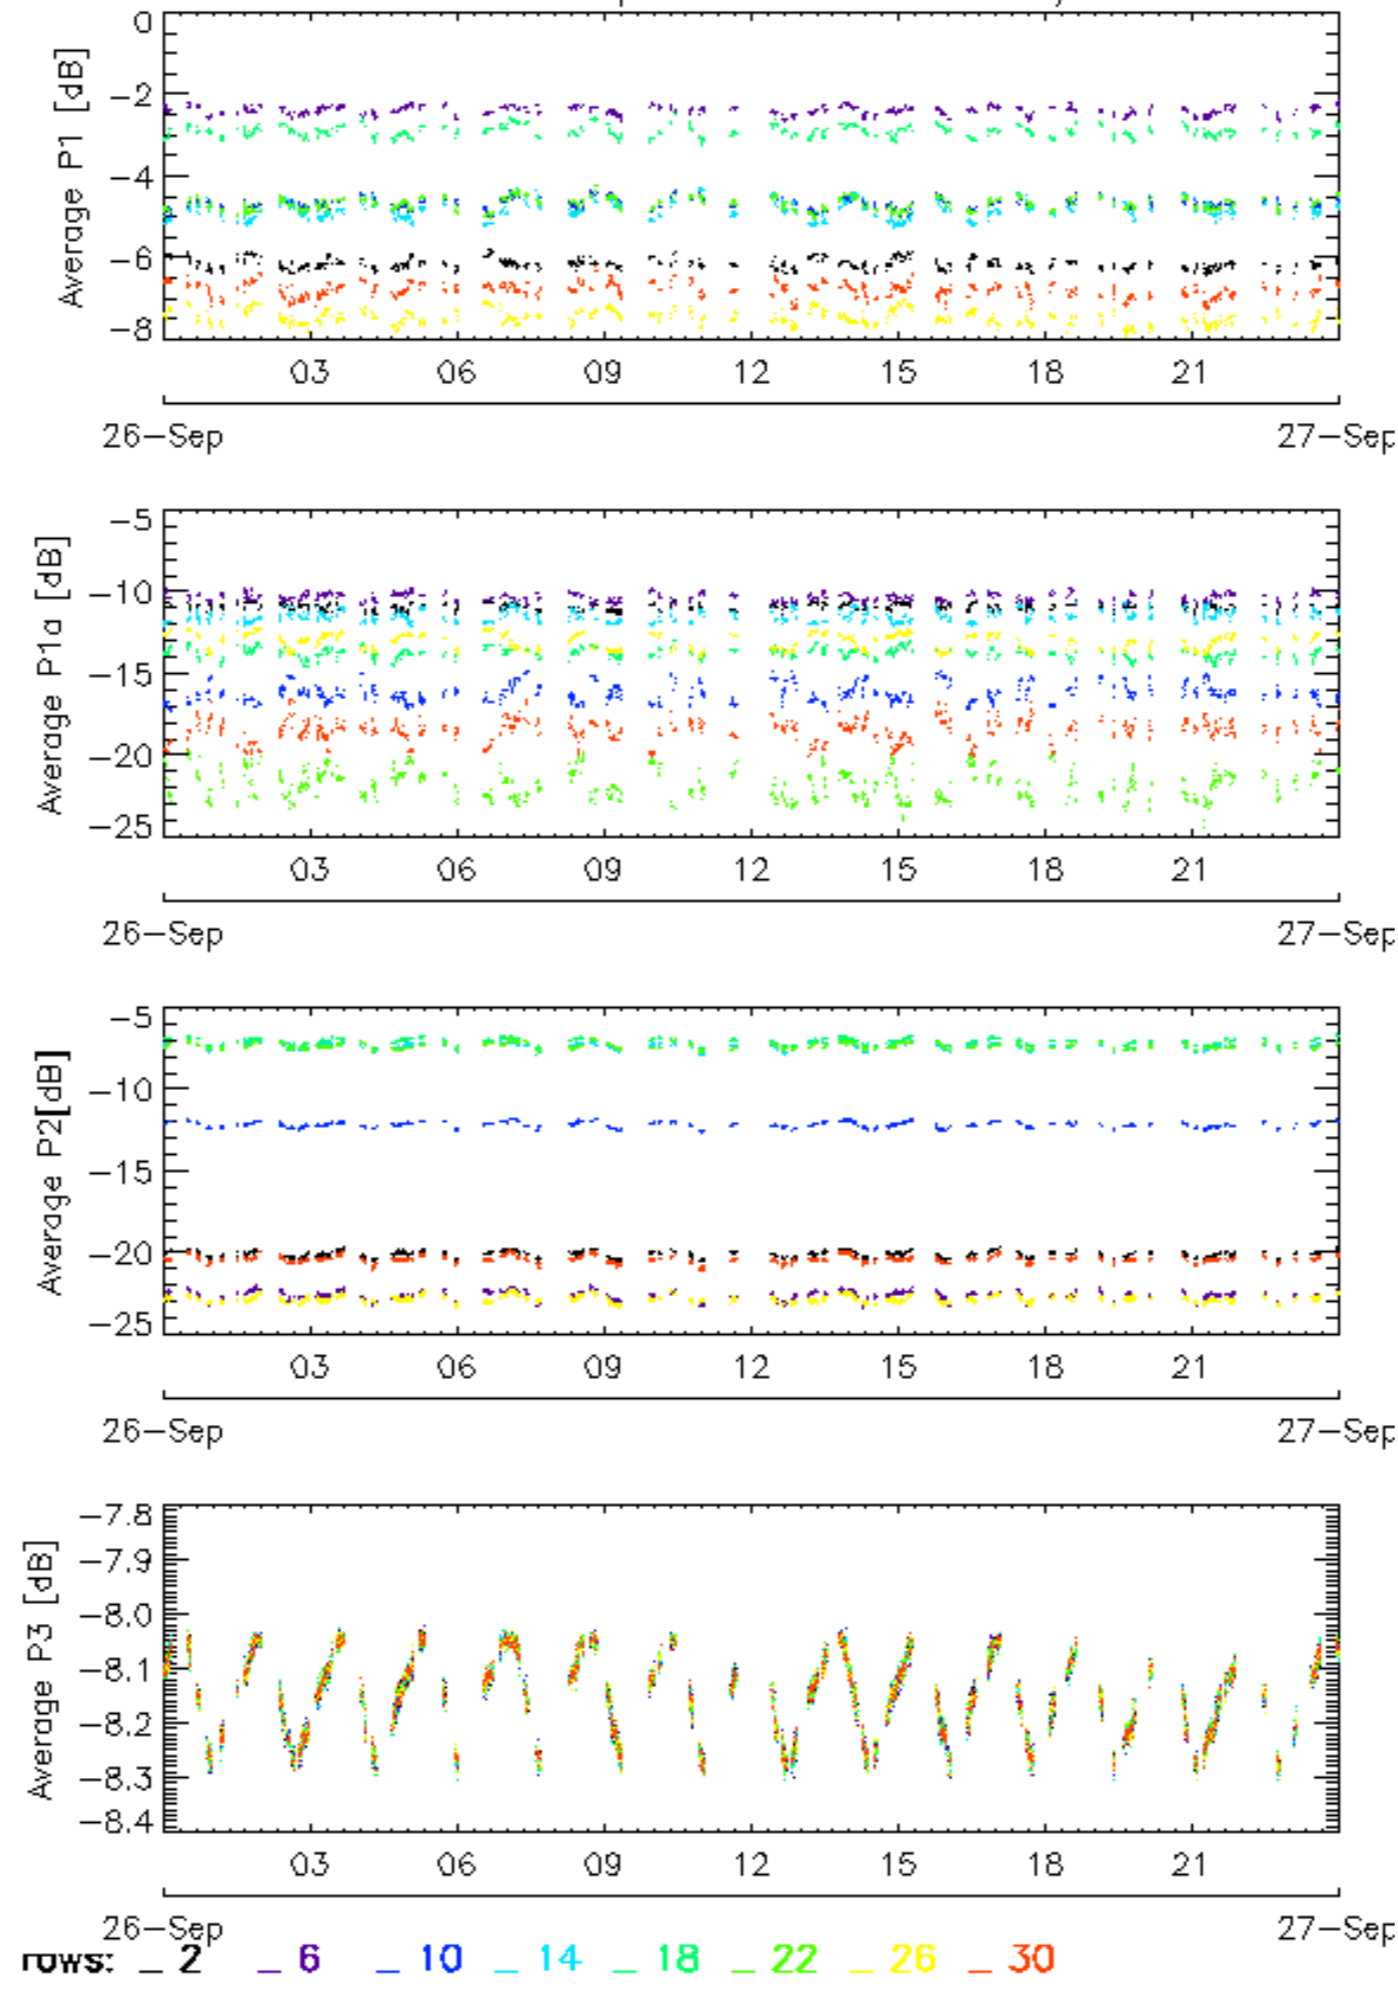 Average P1 [dB]
0
−2
−4
−6
−8
03 06 09 12 15 18 21
26−Sep 27−Sep
Average P1a [dB]
−5
−10
−15
−20
−25
03 06 09 12 15 18 21
26−Sep 27−Sep
Average P2[dB]
−5
−10
−15
−20
−25
03 06 09 12 15 18 21
26−Sep 27−Sep
Average P3 [dB]
−7.8
−7.9
−8.0
−8.1
−8.2
−8.3
−8.4
03 06 09 12 15 18 21
26−Sep 27−Sep
rows: _ 2 _ 6 _ 10 _ 14 _ 18 _ 22 _ 26 _ 30